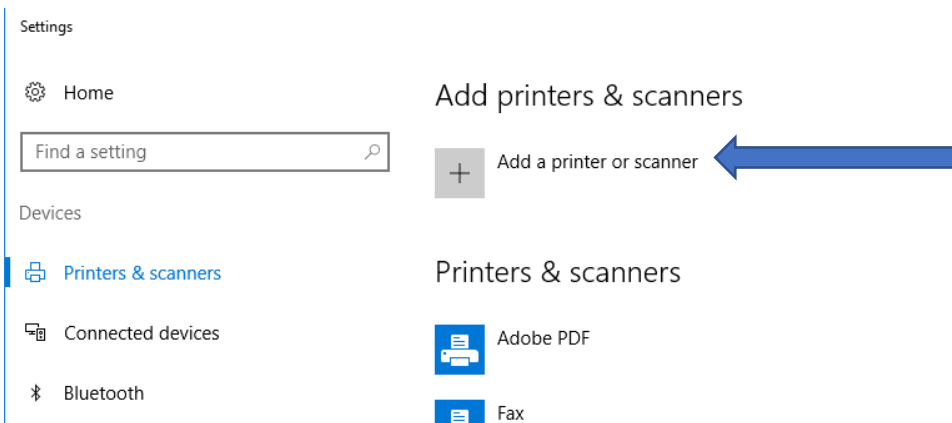 Settings
Home
Find a setting
Devices
Printers & scanners
Connected devices
Bluetooth
Add printers & scanners
Add a printer or scanner
Printers & scanners
Adobe PDF
Fax